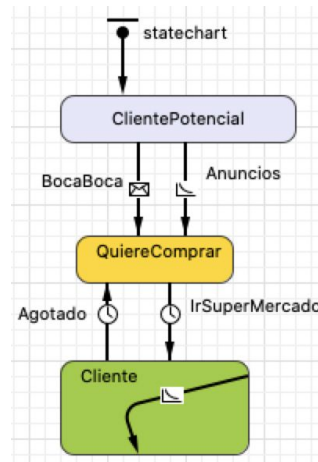 statechart
ClientePotencial
BocaBoca
Anuncios
QuiereComprar
Agotado
IrSuperMercado
Cliente